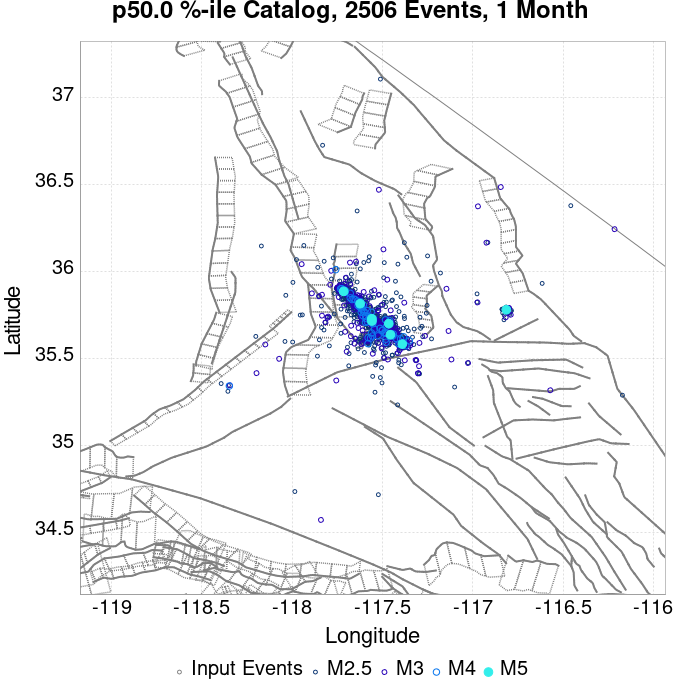 p50.0 %-ile Catalog, 2506 Events, 1 Month
37
36.5
36
35.5
35
34.5
Latitude
-119 -118.5 -118 -117.5 -117 -116.5 -116
Longitude
Input Events M2.5 M3 M4 M5